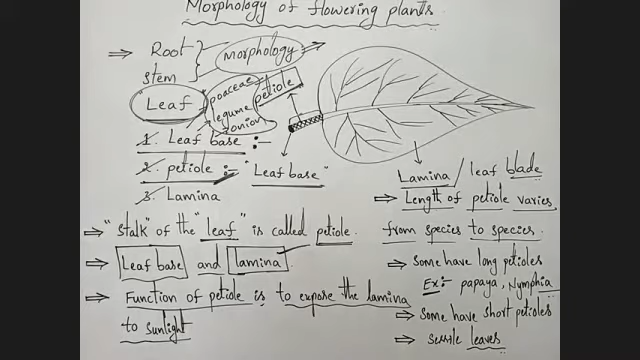 Morphology of flowering plants
⇒ Root
stem
morphology ⇒
"Leaf"
poaceae
legume
onion
petiole
1. Leaf base :-
2. petiole :-
3. Lamina
"Leaf base"
Lamina / leaf blade
⇒ "Stalk" of the "leaf" is called petiole.
⇒ Leaf base and lamina
⇒ Function of petiole is to expose the lamina
to sunlight
⇒ Length of petiole varies
from species to species.
⇒ Some have long petioles
Ex:- papaya, Nymphia
⇒ Some have short petioles
⇒ sessile leaves